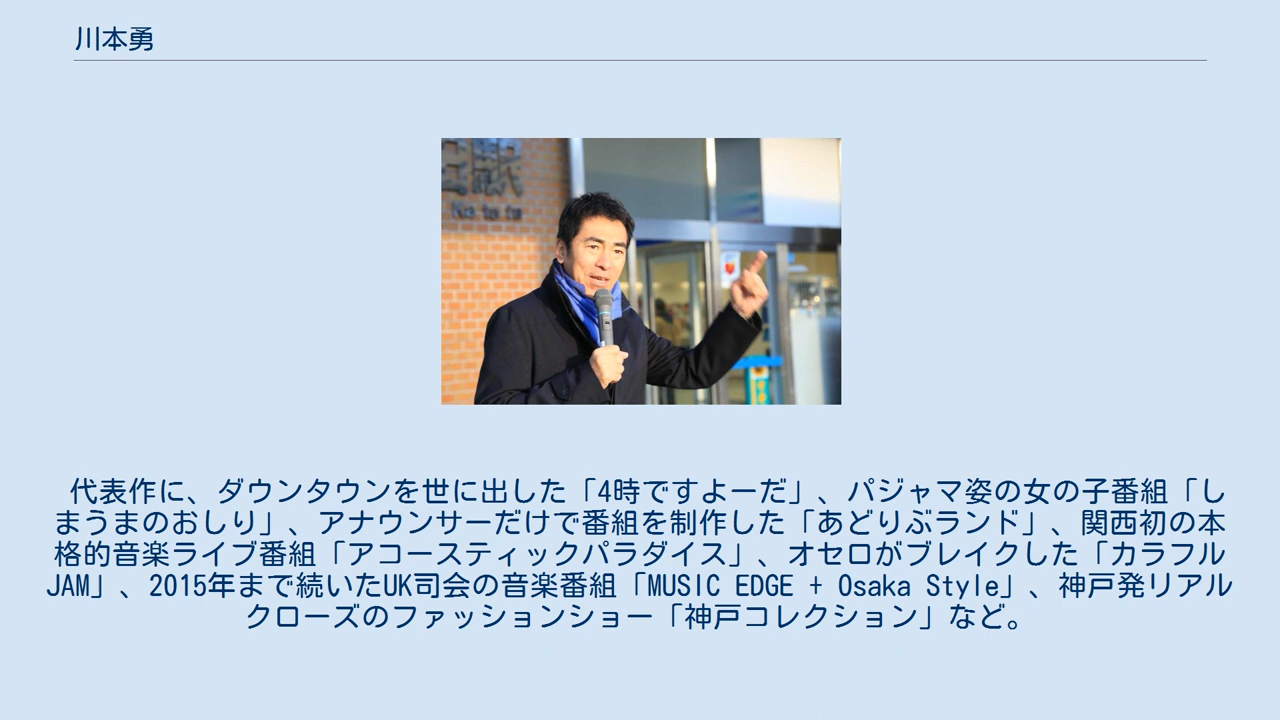 川本勇
代表作に、ダウンタウンを世に出した「4時ですよーだ」、パジャマ姿の女の子番組「し
まうまのおしり」、アナウンサーだけで番組を制作した「あどりぶランド」、関西初の本
格的音楽ライブ番組「アコースティックパラダイス」、オセロがブレイクした「カラフル
JAM」、2015年まで続いたUK司会の音楽番組「MUSIC EDGE + Osaka Style」、神戸発リアル
クローズのファッションショー「神戸コレクション」など。